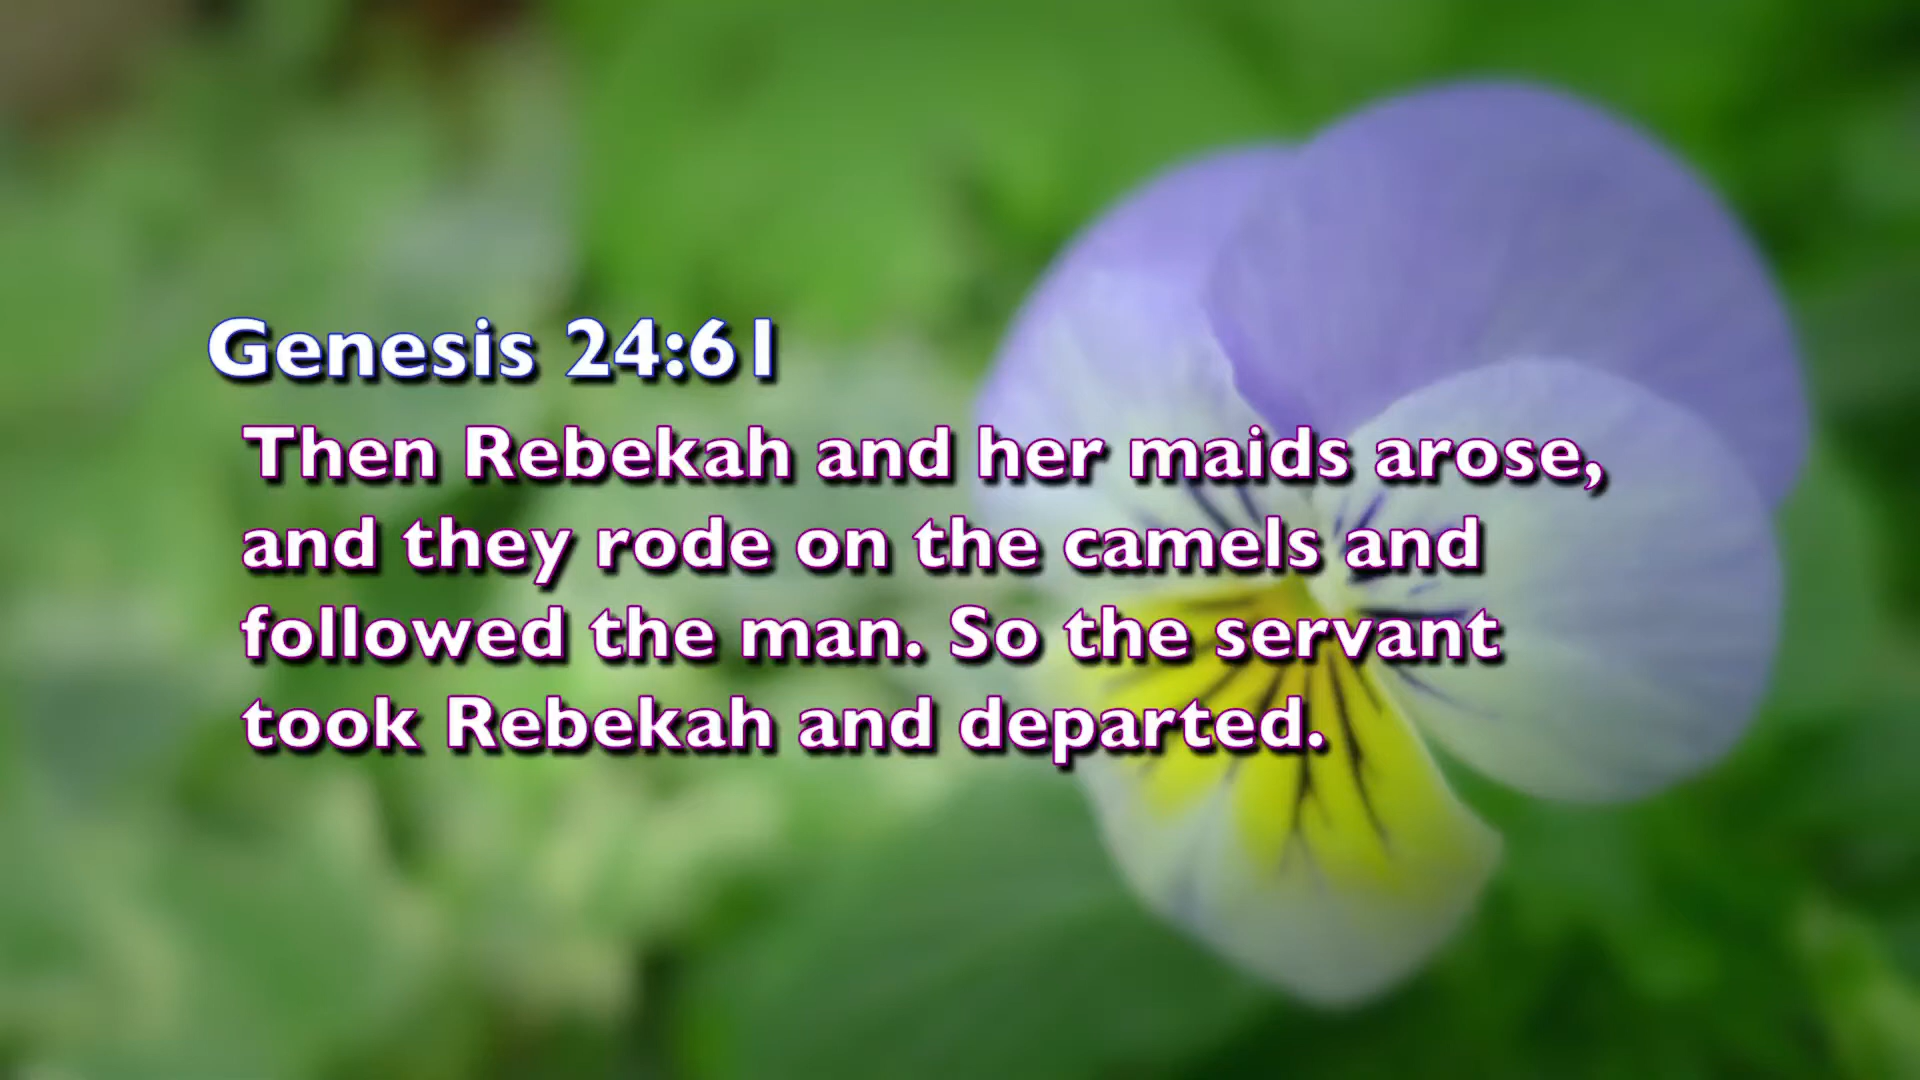 Genesis 24:61
Then Rebekah and her maids arose,
and they rode on the camels and
followed the man. So the servant
took Rebekah and departed.